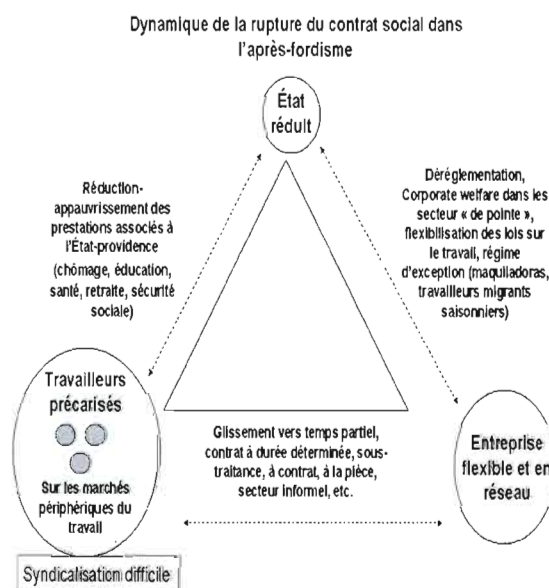 Dynamique de la rupture du contrat social dans
l'après-fordisme
État
réduit
Réduction-
appauvrissement des
prestations associés à
l'État-providence
(chômage, éducation,
santé, retraite, sécurité
sociale)
Déréglementation,
Corporate welfare dans les
secteur « de pointe »,
flexibilisation des lois sur
le travail, régime
d'exception (maquiladoras,
travailleurs migrants
saisonniers)
Travailleurs
précarisés
Sur les marchés
périphériques du
travail
Glissement vers temps partiel,
contrat à durée déterminée, sous-
traitance, à contrat, à la pièce,
secteur informel, etc.
Entreprise
flexible et en
réseau
Syndicalisation difficile